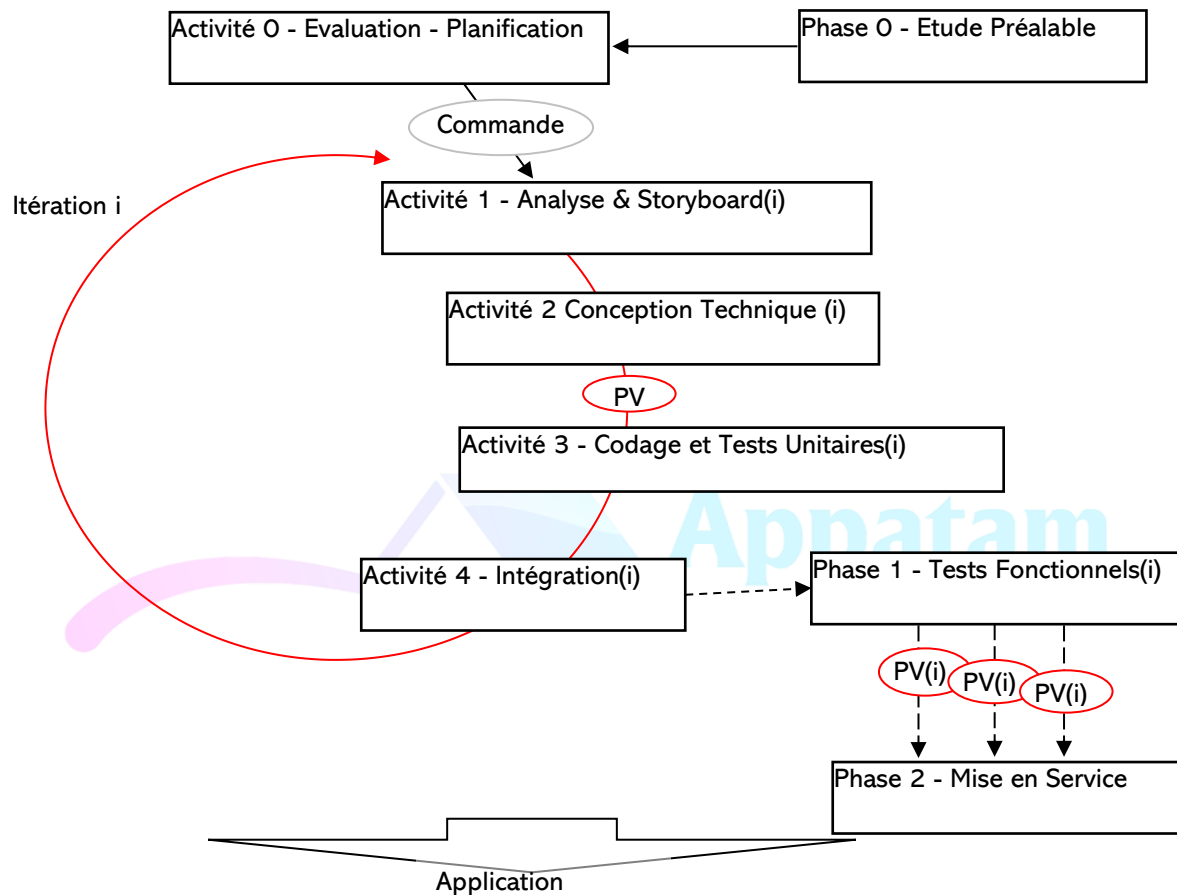 Activité 0 - Evaluation - Planification
Phase 0 - Etude Préalable
Commande
Itération i
Activité 1 - Analyse & Storyboard(i)
Activité 2 Conception Technique (i)
PV
Activité 3 - Codage et Tests Unitaires(i)
Appatam
Activité 4 - Intégration(i)
Phase 1 - Tests Fonctionnels(i)
PV(i)
PV(i)
PV(i)
Phase 2 - Mise en Service
Application